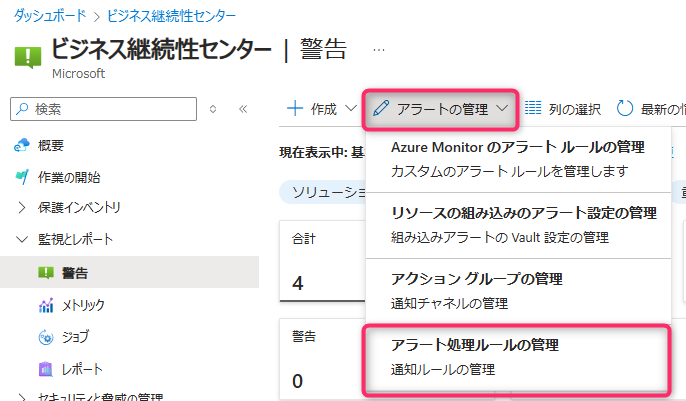 ダッシュボード > ビジネス継続性センター
ビジネス継続性センター | 警告 …
Microsoft
検索
作成
アラートの管理
列の選択
最新の情
概要
作業の開始
保護インベントリ
監視とレポート
警告
メトリック
ジョブ
レポート
セキュリティと脅威の管理
現在表示中: 基
ソリューショ
合計
4
警告
0
Azure Monitor のアラート ルールの管理
カスタムのアラート ルールを管理します
リソースの組み込みのアラート設定の管理
組み込みアラートの Vault 設定の管理
アクション グループの管理
通知チャネルの管理
アラート処理ルールの管理
通知ルールの管理